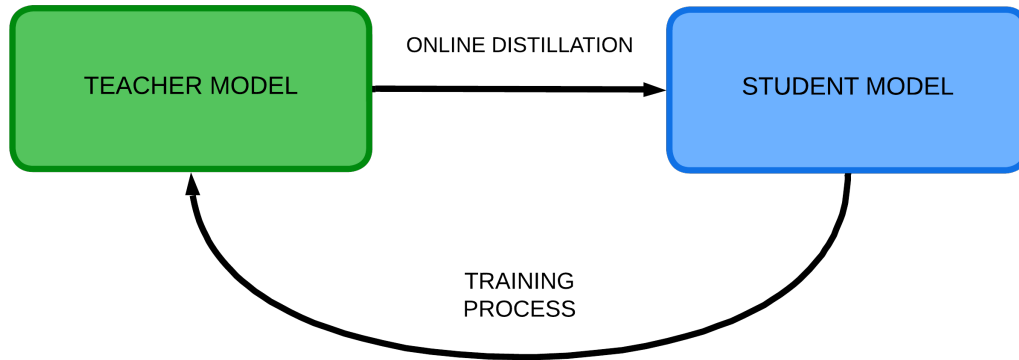 ONLINE DISTILLATION
TEACHER MODEL
STUDENT MODEL
TRAINING
PROCESS